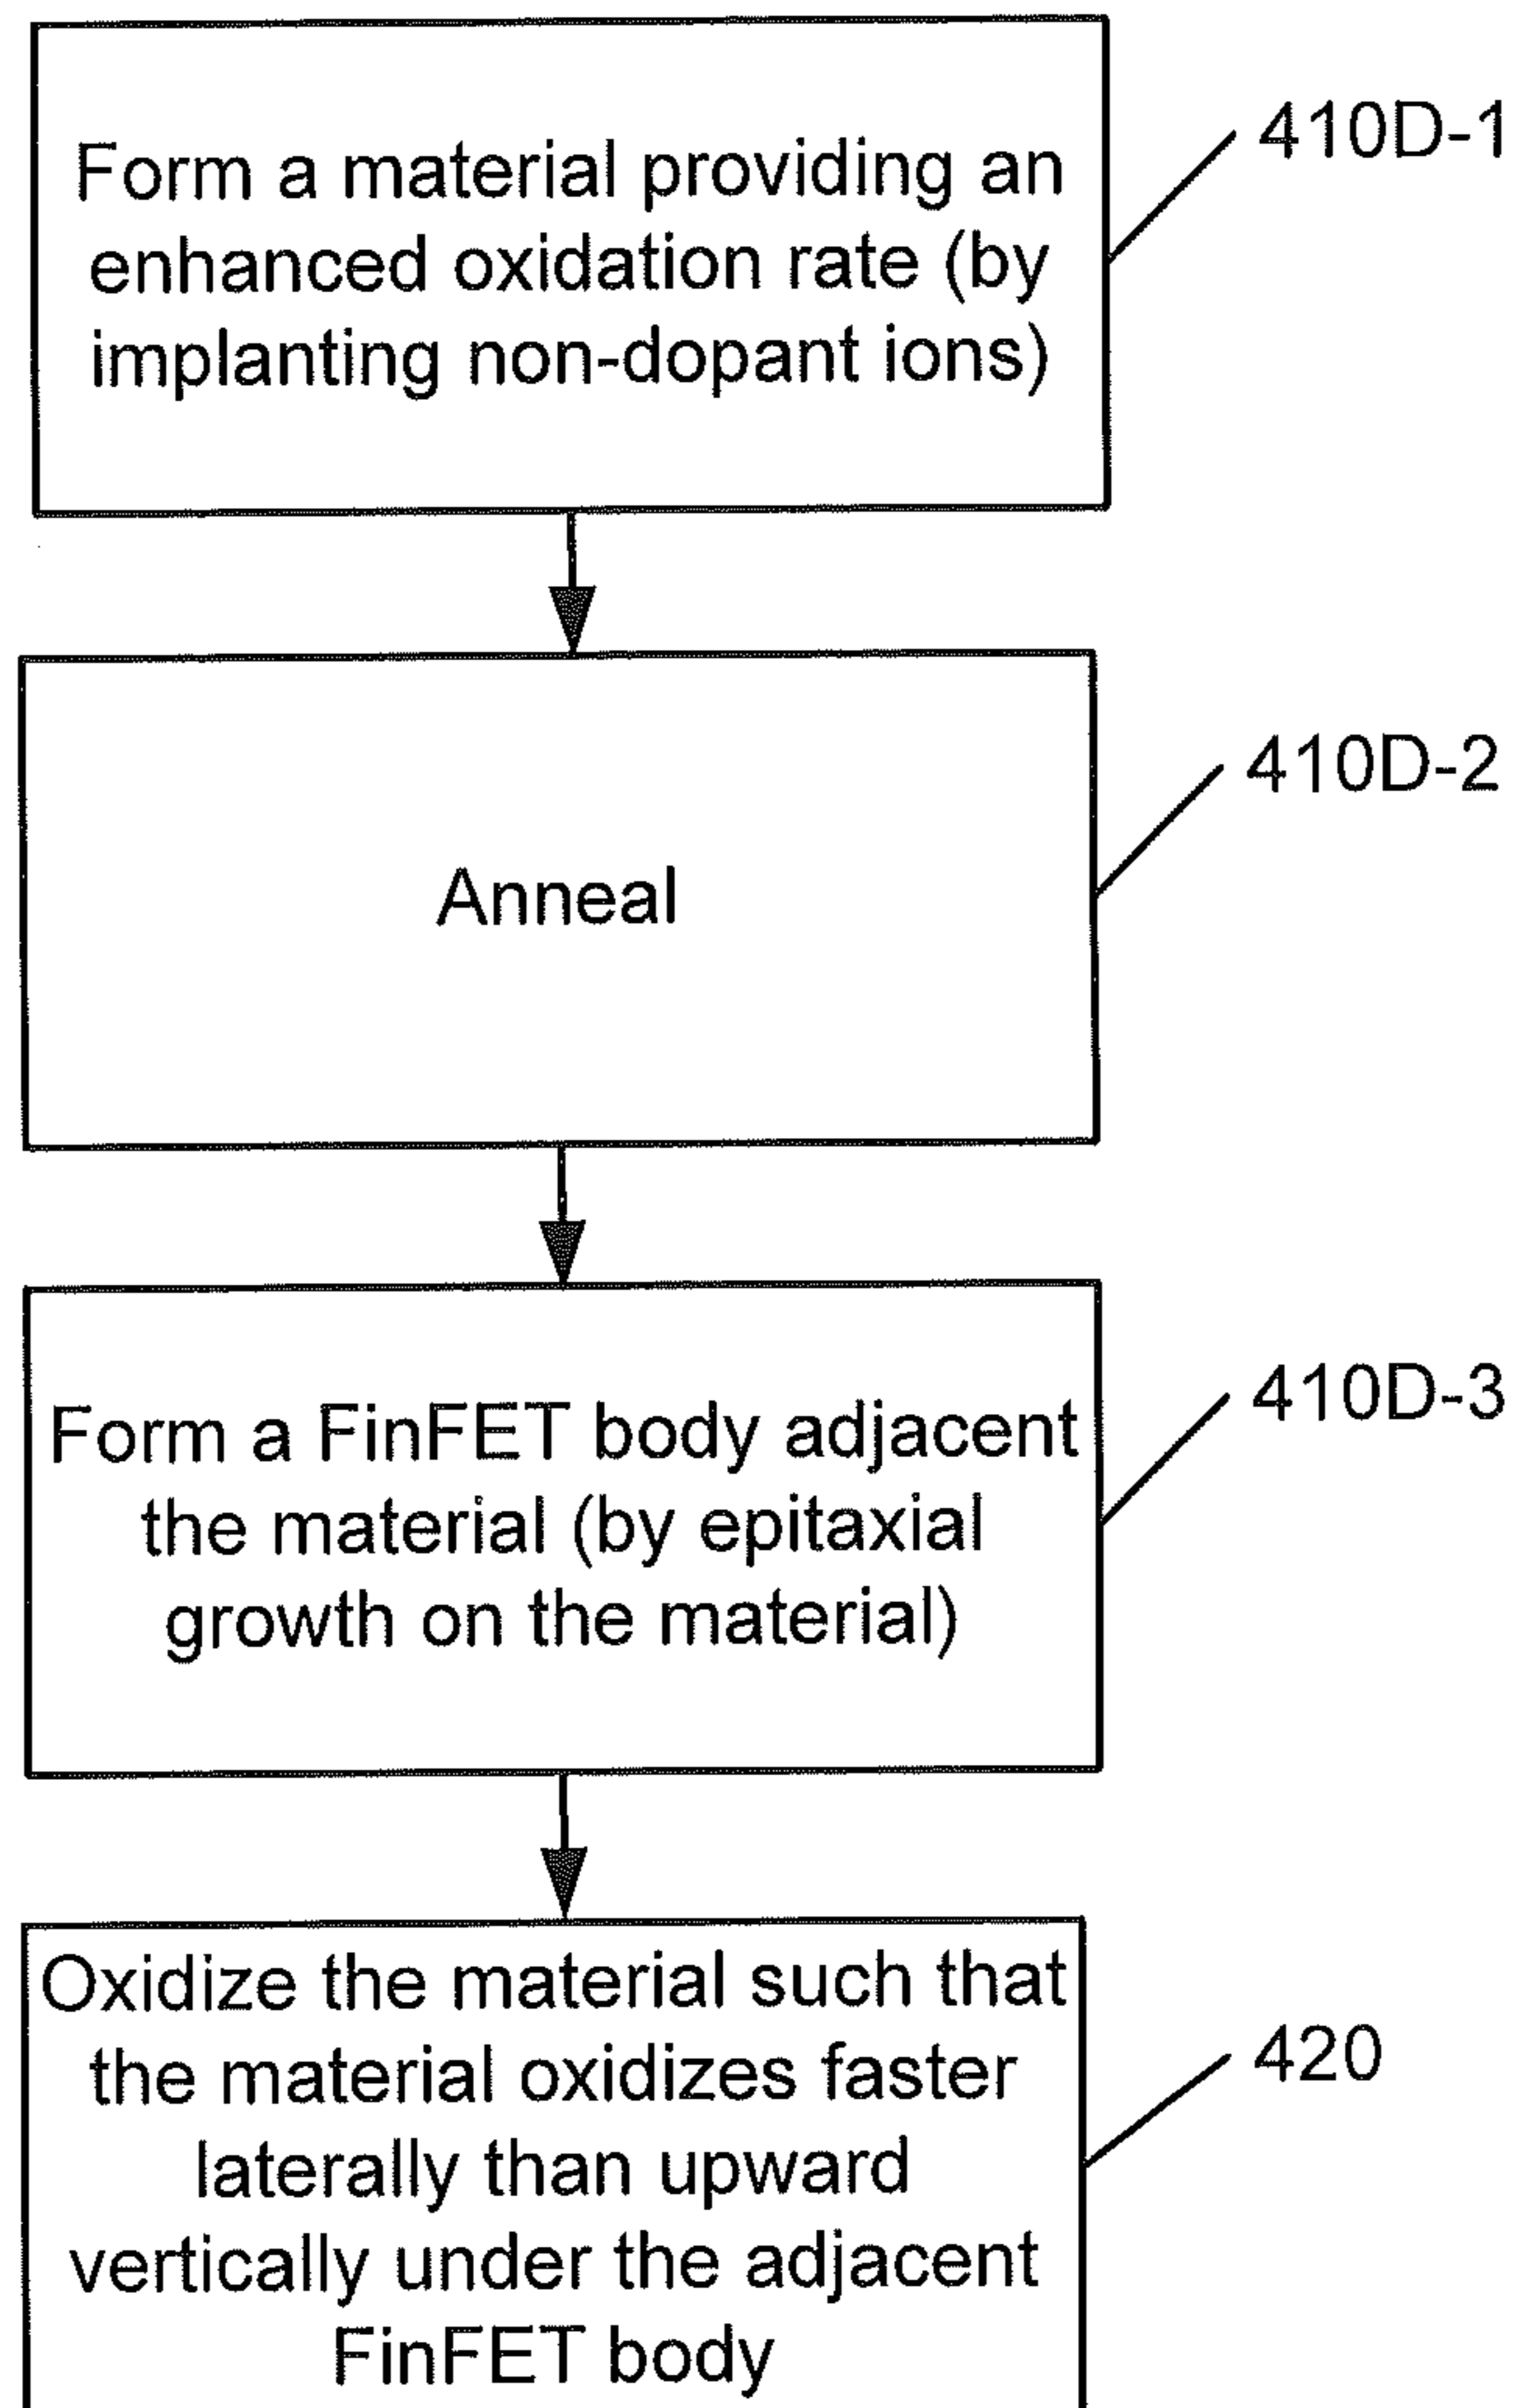 Form a material providing an
enhanced oxidation rate (by
implanting non-dopant ions)
410D-1
Anneal
410D-2
Form a FinFET body adjacent
the material (by epitaxial
growth on the material)
410D-3
Oxidize the material such that
the material oxidizes faster
laterally than upward
vertically under the adjacent
FinFET body
420